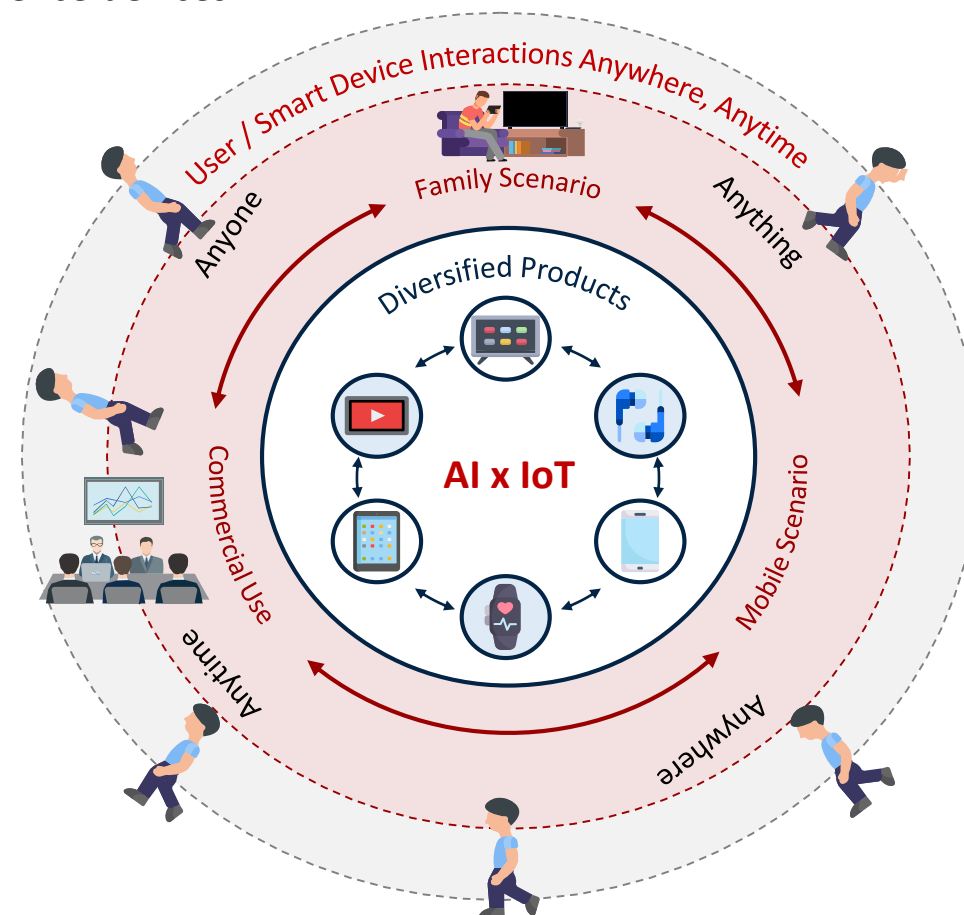 User / Smart Device Interactions Anywhere, Anytime
Family Scenario
Anyone
Anything
Diversified Products
AI x IoT
Commercial Use
Mobile Scenario
Anytime
Anywhere